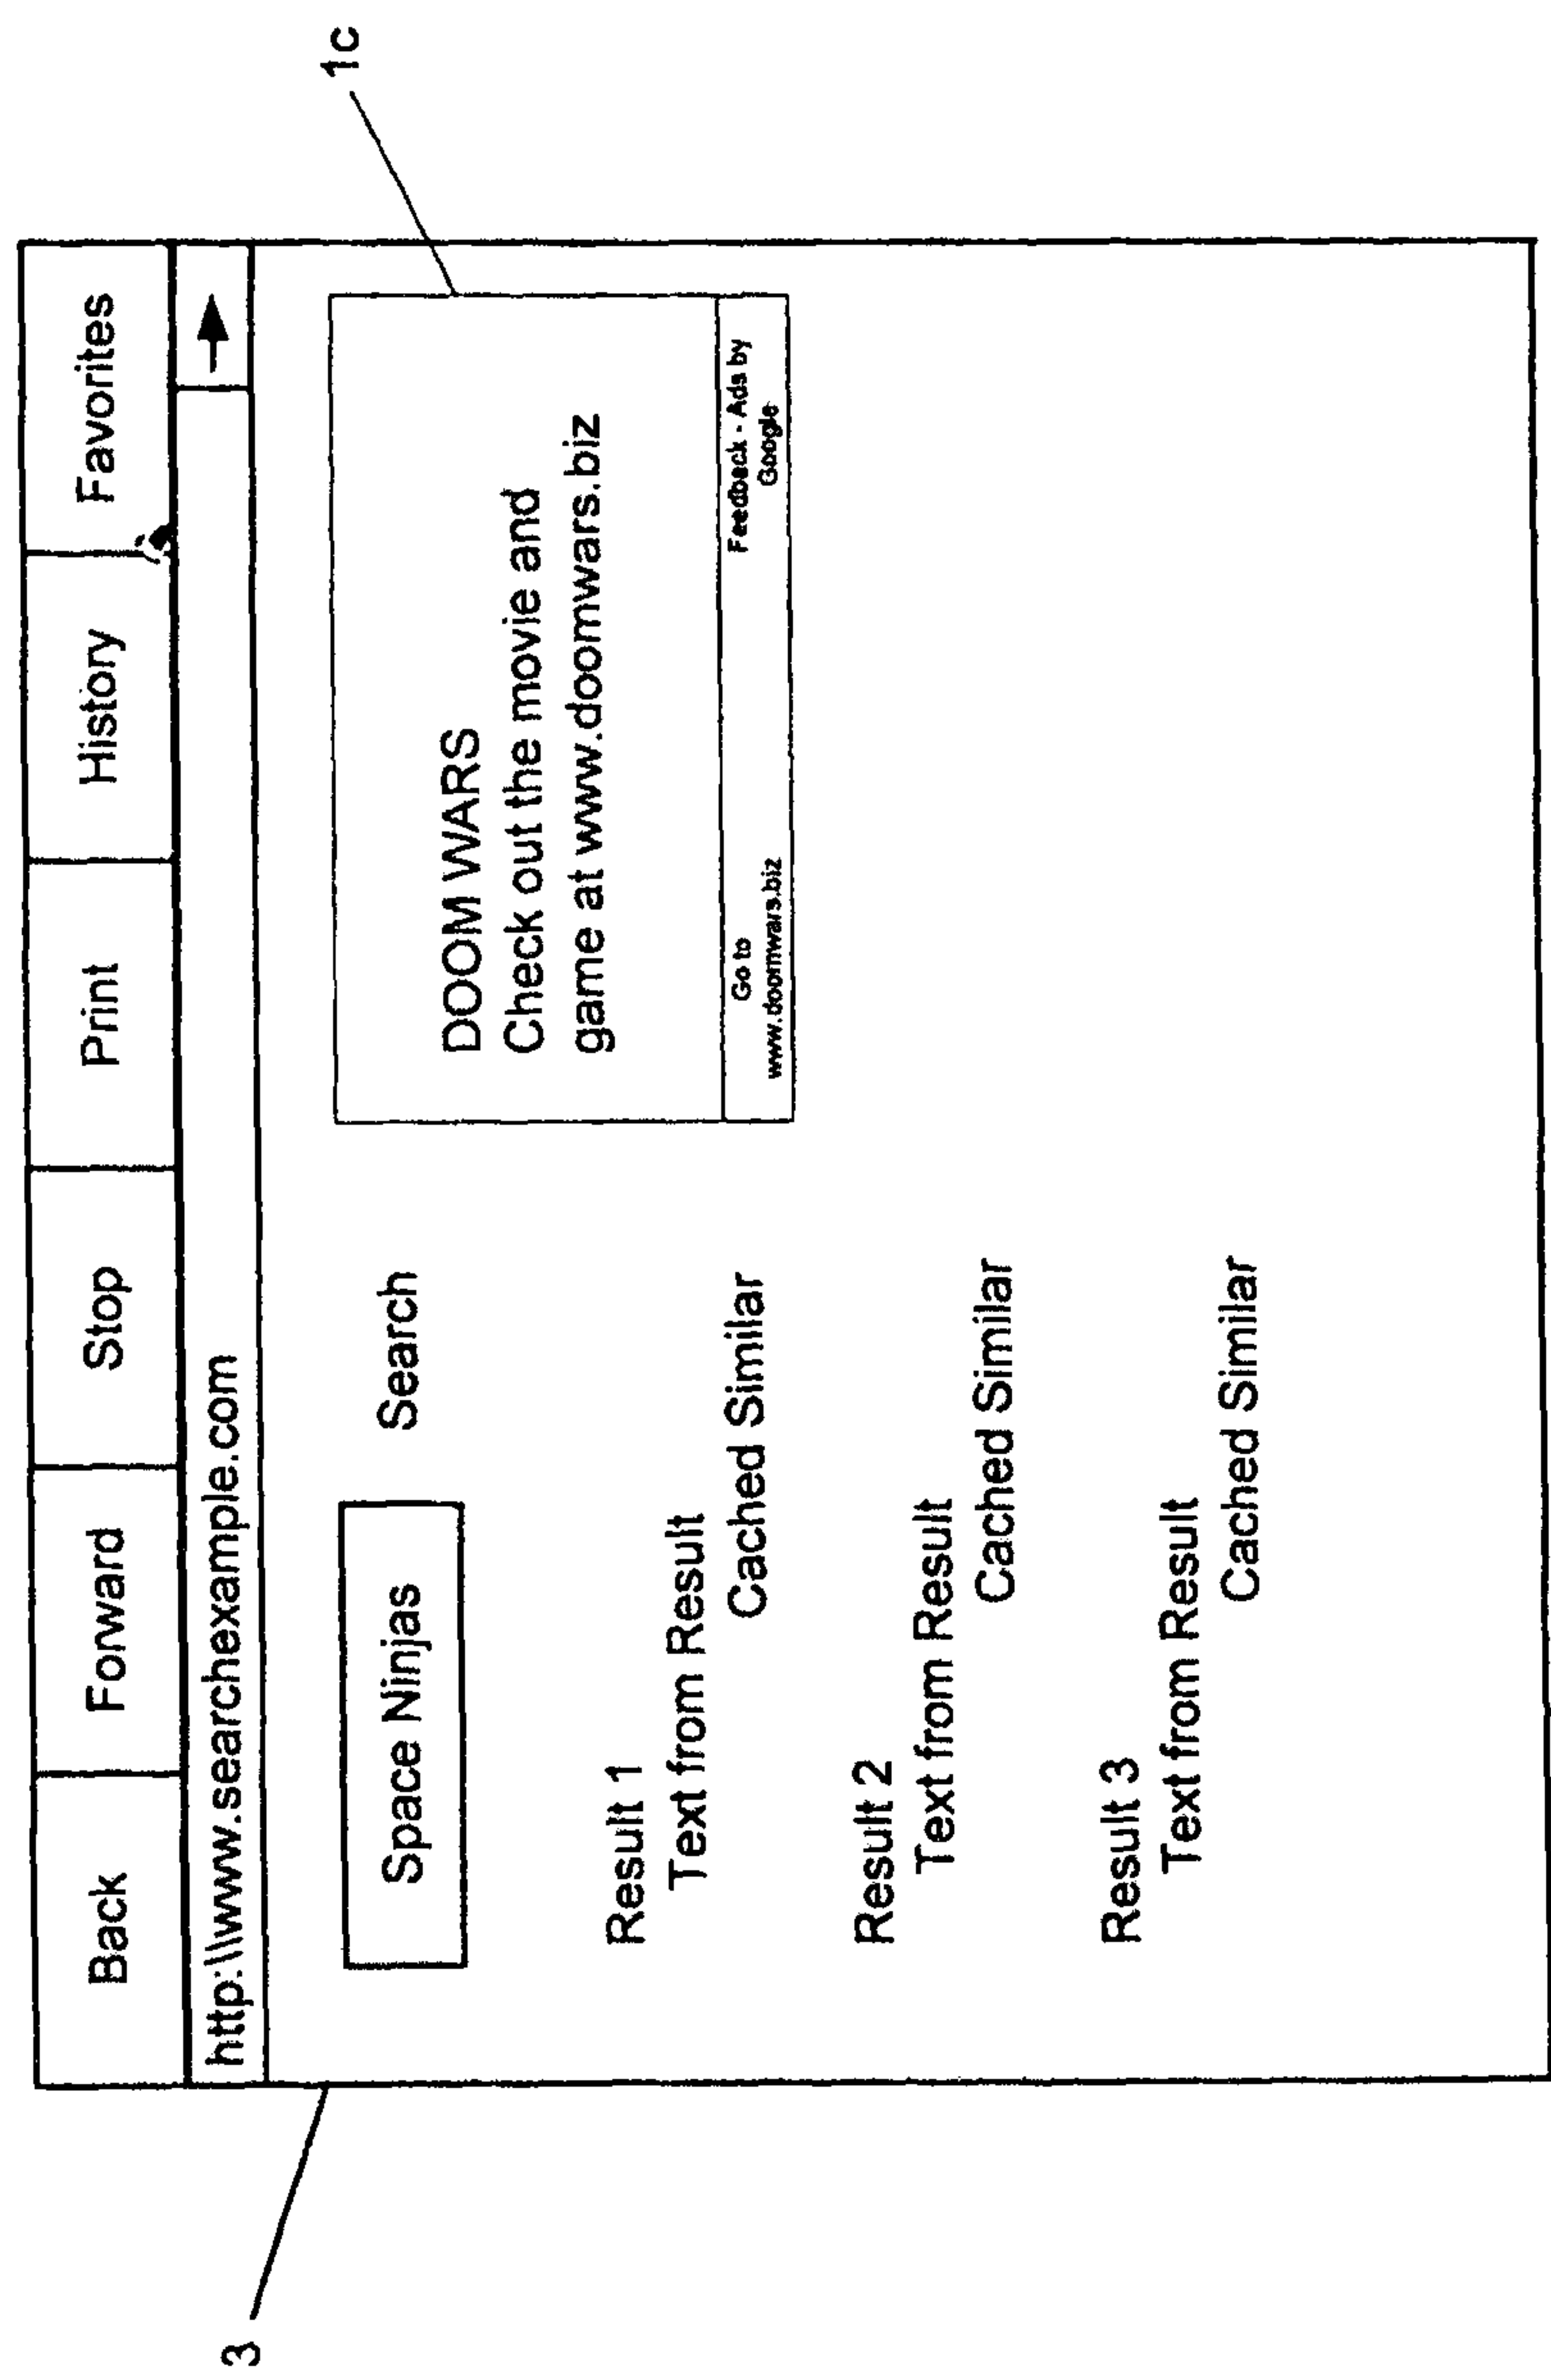 Back Forward Stop Print History Favorites
http:\\www.searchexample.com
1c
Space Ninjas Search
DOOM WARS
Check out the movie and
game at www.doomwars.biz
Go to
www.doomwars.biz
Feedback - Ads by
Google
Result 1
Text from Result
Cached Similar
Result 2
Text from Result
Cached Similar
Result 3
Text from Result
Cached Similar
3